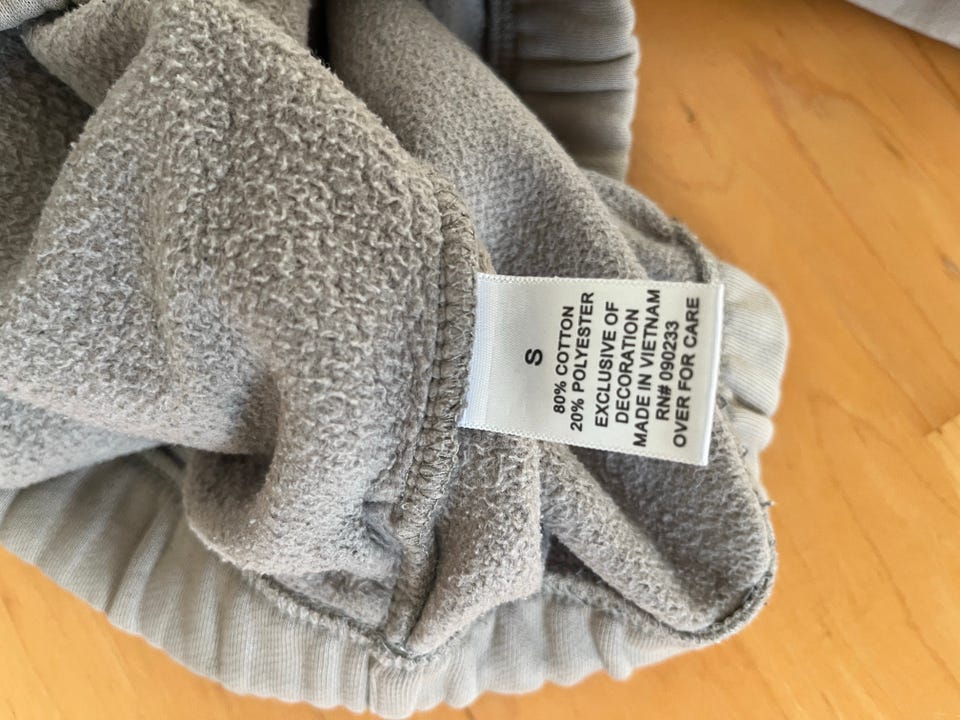 S
80% COTTON
20% POLYESTER
EXCLUSIVE OF
DECORATION
MADE IN VIETNAM
RN# 090233
OVER FOR CARE